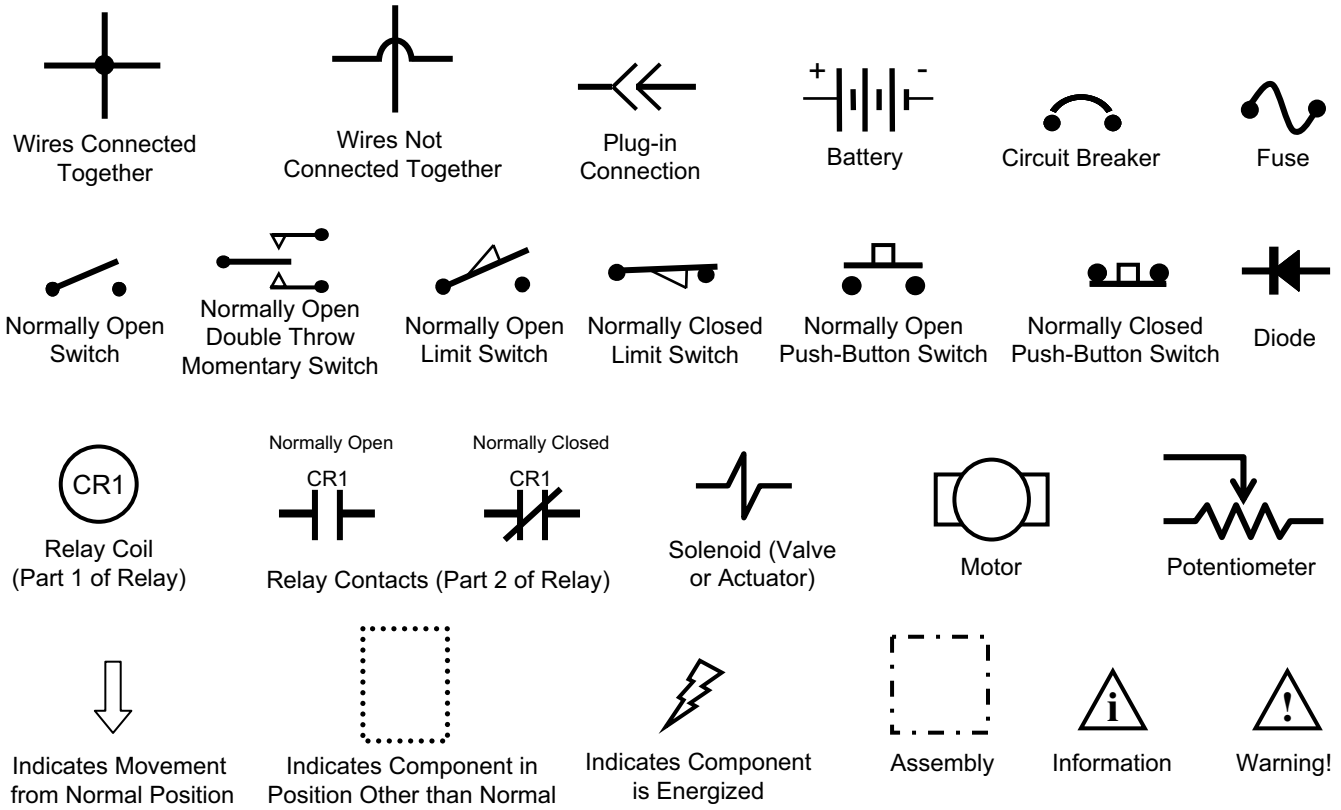 Wires Connected
Together
Wires Not
Connected Together
Plug-in
Connection
+ -
Battery
Circuit Breaker
Fuse
Normally Open
Switch
Normally Open
Double Throw
Momentary Switch
Normally Open
Limit Switch
Normally Closed
Limit Switch
Normally Open
Push-Button Switch
Normally Closed
Push-Button Switch
Diode
CR1
Relay Coil
(Part 1 of Relay)
Normally Open
CR1
Normally Closed
CR1
Relay Contacts (Part 2 of Relay)
Solenoid (Valve
or Actuator)
Motor
Potentiometer
Indicates Movement
from Normal Position
Indicates Component in
Position Other than Normal
Indicates Component
is Energized
Assembly
i
Information
!
Warning!